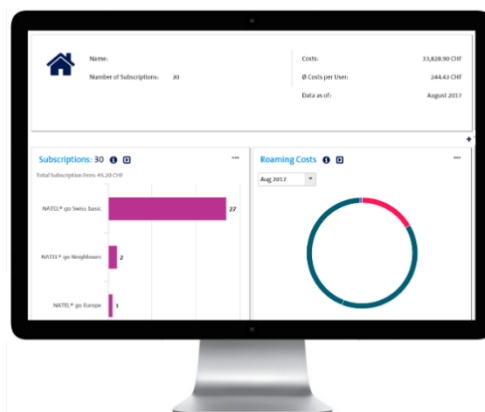 Name:
Number of Subscriptions: 30
Costs: 33,828.90 CHF
Ø Costs per User: 244.43 CHF
Data as of: August 2017
Subscriptions: 30
Total Subscription Fees: 45.20 CHF
NATEL® go Swiss basic 27
NATEL® go Neighbours 2
NATEL® go Europe 1
Roaming Costs
Aug 2017